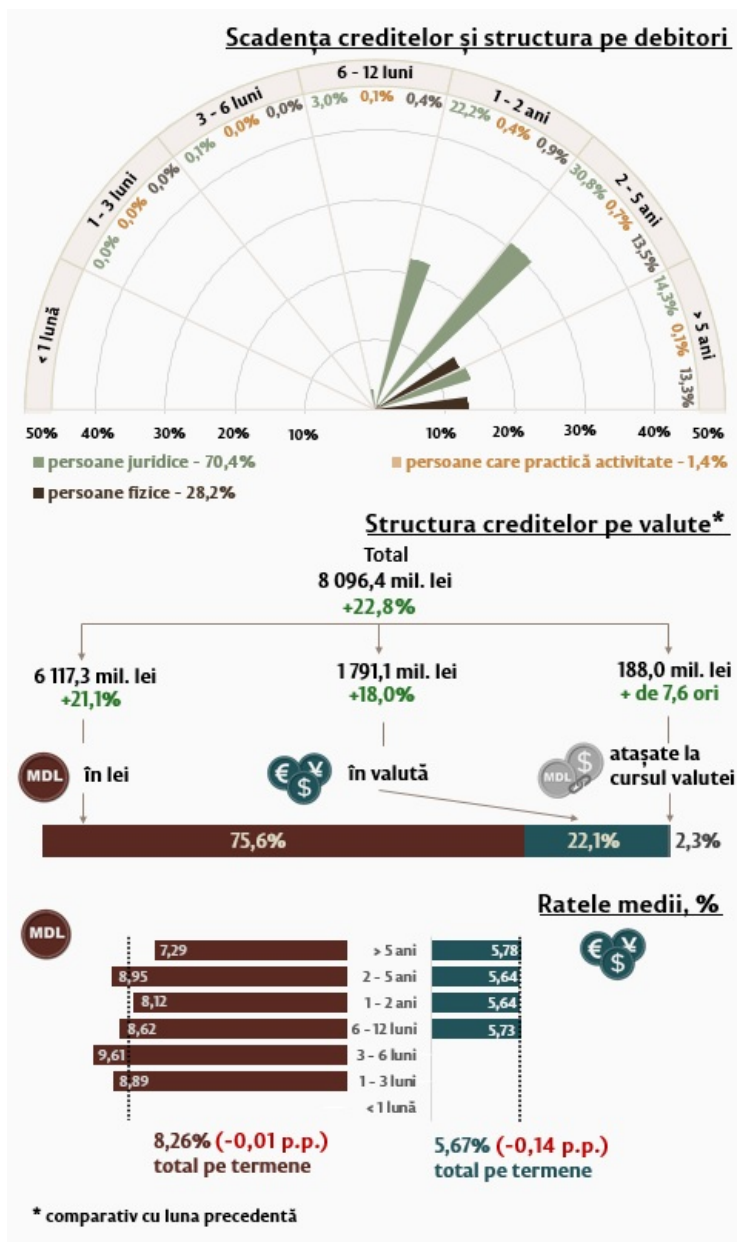 Scadența creditelor și structura pe debitori
< 1 lună
1 - 3 luni
0,0%
0,0%
0,0%
3 - 6 luni
0,1%
0,0%
0,0%
6 - 12 luni
3,0%
0,1%
0,4%
1 - 2 ani
22,2%
0,4%
0,9%
2 - 5 ani
30,8%
0,7%
13,5%
> 5 ani
14,3%
0,1%
13,3%
50% 40% 30% 20% 10% 10% 20% 30% 40% 50%
persoane juridice - 70,4% persoane care practică activitate - 1,4%
persoane fizice - 28,2%
Structura creditelor pe valute*
Total
8 096,4 mil. lei
+22,8%
6 117,3 mil. lei 1 791,1 mil. lei 188,0 mil. lei
+21,1% +18,0% + de 7,6 ori
MDL în lei € ¥ $ în valută MDL $ atașate la
cursul valutei
75,6% 22,1% 2,3%
Ratele medii, %
MDL € ¥ $
7,29 > 5 ani 5,78
8,95 2 - 5 ani 5,64
8,12 1 - 2 ani 5,64
8,62 6 - 12 luni 5,73
9,61 3 - 6 luni
8,89 1 - 3 luni
< 1 lună
8,26% (-0,01 p.p.) 5,67% (-0,14 p.p.)
total pe termene total pe termene
* comparativ cu luna precedentă